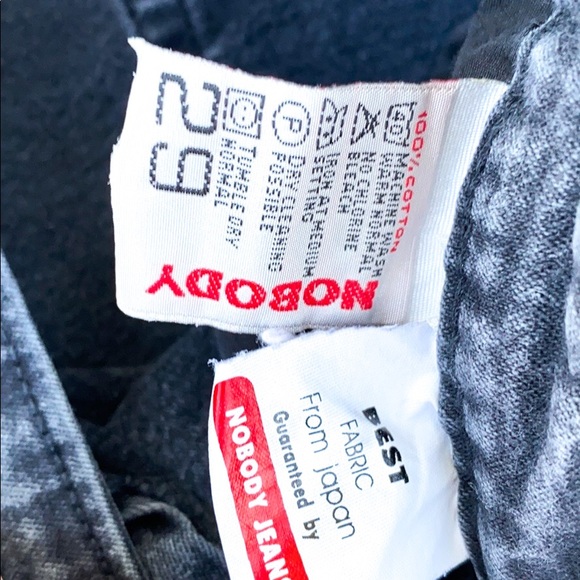 100% COTTON
MACHINE WASH
WARM NORMAL
NO CHLORINE
BLEACH
IRON AT MEDIUM
SETTING
DRY CLEANING
POSSIBLE
TUMBLE DRY
NORMAL
29
NOBODY
BEST
FABRIC
From japan
Guaranteed by
NOBODY JEANS